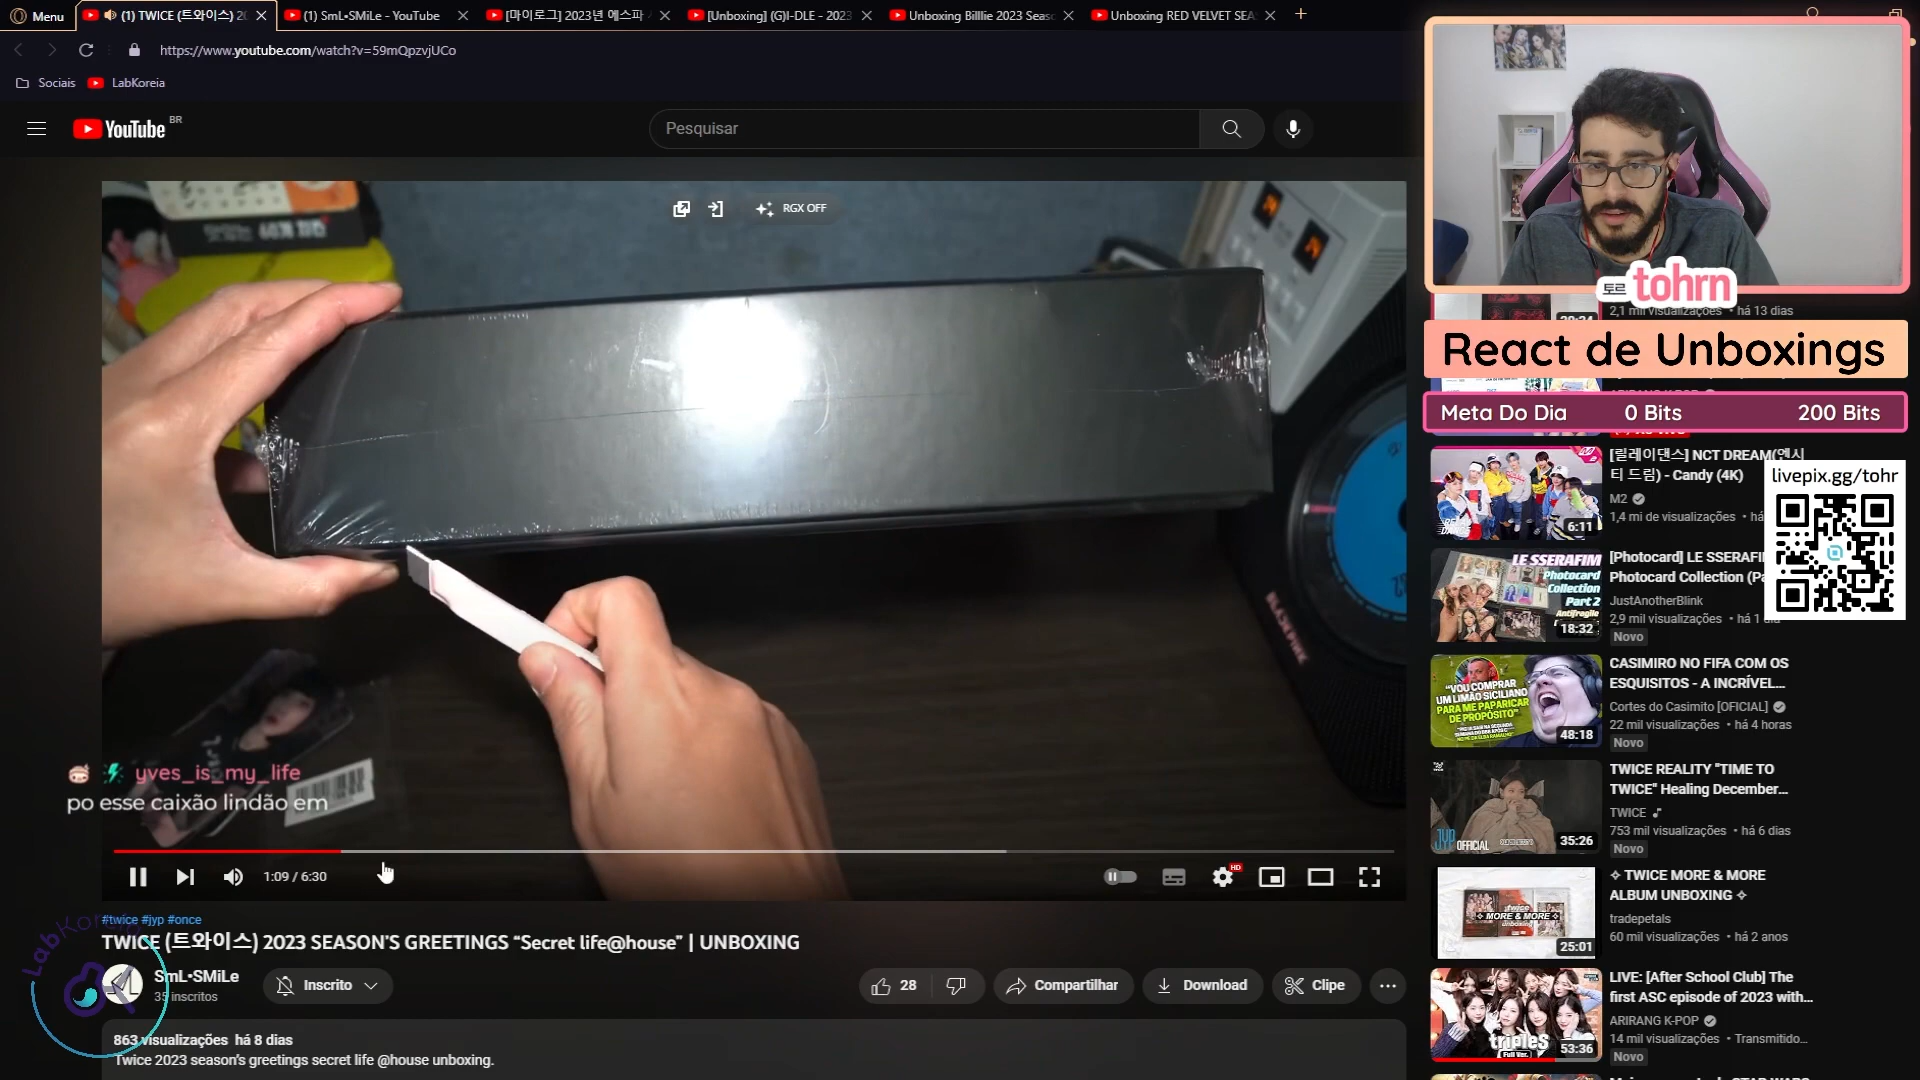 Menu
(1) TWICE (트와이스) 20
(1) SmL•SMiLe - YouTube
[마이로그] 2023년 에스파
[Unboxing] (G)I-DLE - 2023
Unboxing Billlie 2023 Seaso
Unboxing RED VELVET SEA
https://www.youtube.com/watch?v=59mQpzvjUCo
Sociais
LabKoreia
YouTube BR
Pesquisar
RGX OFF
토르 tohrn
2,1 mil visualizações • há 13 dias
React de Unboxings
Meta Do Dia 0 Bits 200 Bits
livepix.gg/tohr
[릴레이댄스] NCT DREAM(엔시
티 드림) - Candy (4K)
M2
1,4 mi de visualizações • há
6:11
LE SSERAFIM
Photocard
Collection
Part 2
Antifragile
18:32
[Photocard] LE SSERAFI
Photocard Collection (Pa
JustAnotherBlink
2,9 mil visualizações • há 1
Novo
"VOU COMPRAR
UM LIMÃO SICILIANO
PARA ME PAPARICAR
DE PROPÓSITO"
48:18
CASIMIRO NO FIFA COM OS
ESQUISITOS - A INCRÍVEL...
Cortes do Casimito [OFICIAL]
22 mil visualizações • há 4 horas
Novo
JYP OFFICIAL
35:26
TWICE REALITY "TIME TO
TWICE" Healing December...
TWICE
753 mil visualizações • há 6 dias
Novo
MORE & MORE
25:01
✧ TWICE MORE & MORE
ALBUM UNBOXING ✧
tradepetals
60 mil visualizações • há 2 anos
tripleS
(Full Ver.)
53:36
LIVE: [After School Club] The
first ASC episode of 2023 with...
ARIRANG K-POP
14 mil visualizações • Transmitido...
Novo
BLACKPINK
yves_is_my_life
po esse caixão lindão em
1:09 / 6:30
HD
#twice #jyp #once
TWICE (트와이스) 2023 SEASON'S GREETINGS “Secret life@house” | UNBOXING
SmL•SMiLe
35 inscritos
Inscrito
28
Compartilhar
Download
Clipe
863 visualizações há 8 dias
Twice 2023 season's greetings secret life @house unboxing.